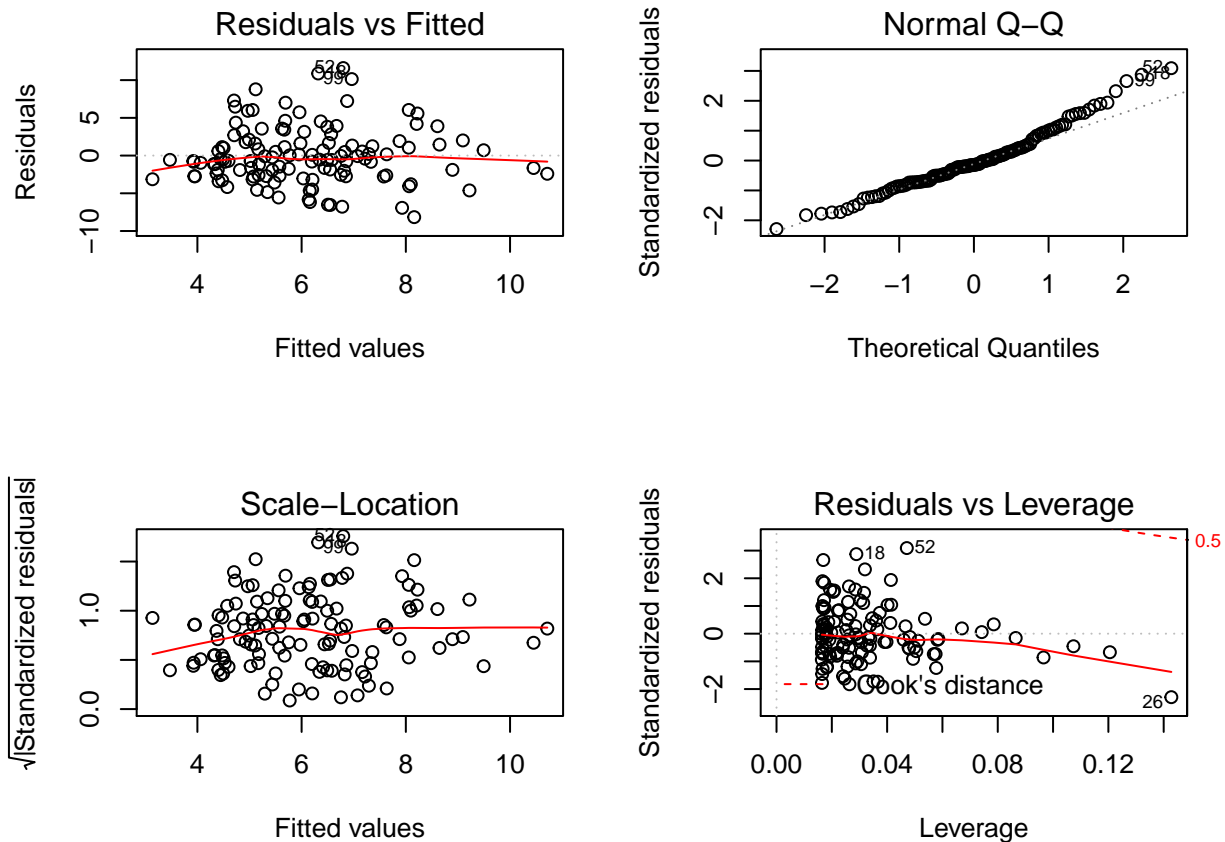 Residuals vs Fitted
Residuals
5
0
−10
52
99
4 6 8 10
Fitted values
Normal Q−Q
Standardized residuals
2
0
−2
52
18
99
−2 −1 0 1 2
Theoretical Quantiles
Scale−Location
√|Standardized residuals|
1.0
0.0
52
99
4 6 8 10
Fitted values
Residuals vs Leverage
Standardized residuals
2
0
−2
18
52
0.5
Cook's distance
26
0.00 0.04 0.08 0.12
Leverage